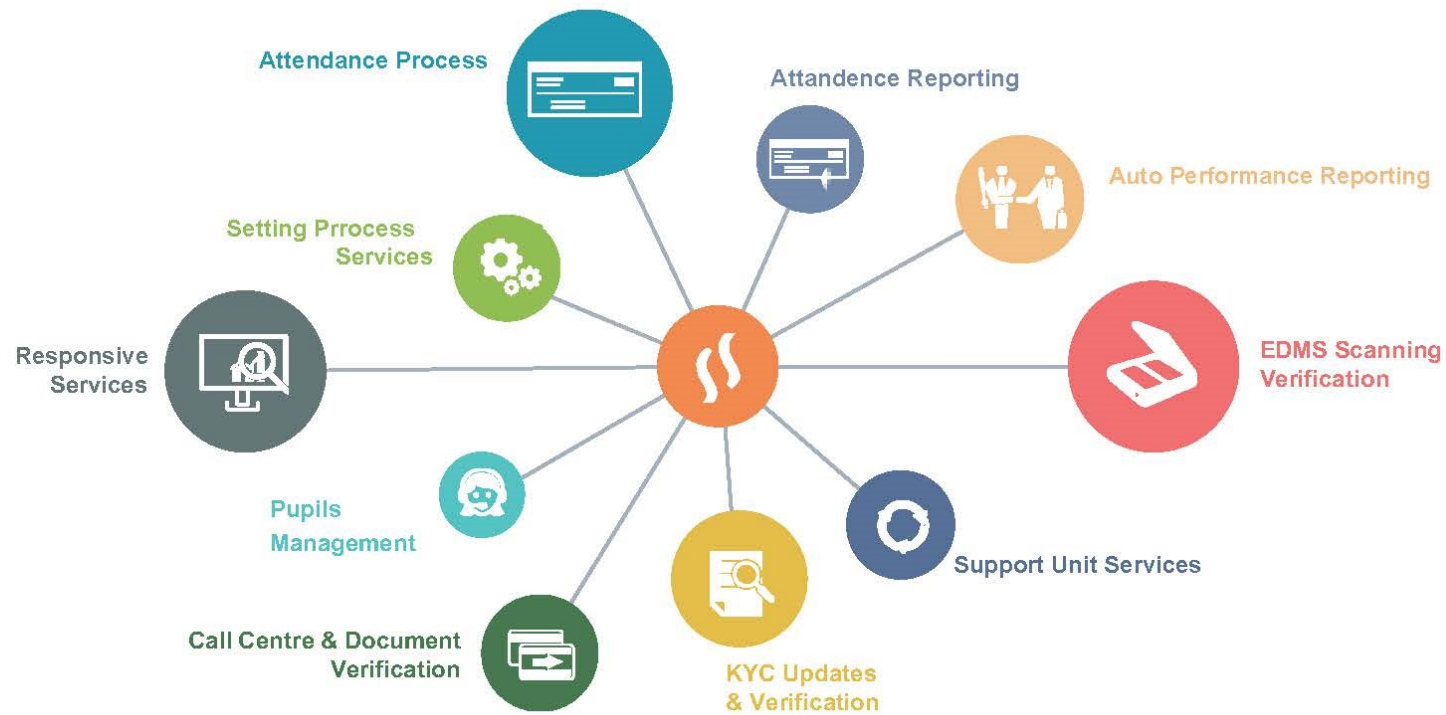 Attendance Process
Attandence Reporting
Auto Performance Reporting
Setting Prrocess
Services
Responsive
Services
EDMS Scanning
Verification
Pupils
Management
Support Unit Services
Call Centre & Document
Verification
KYC Updates
& Verification